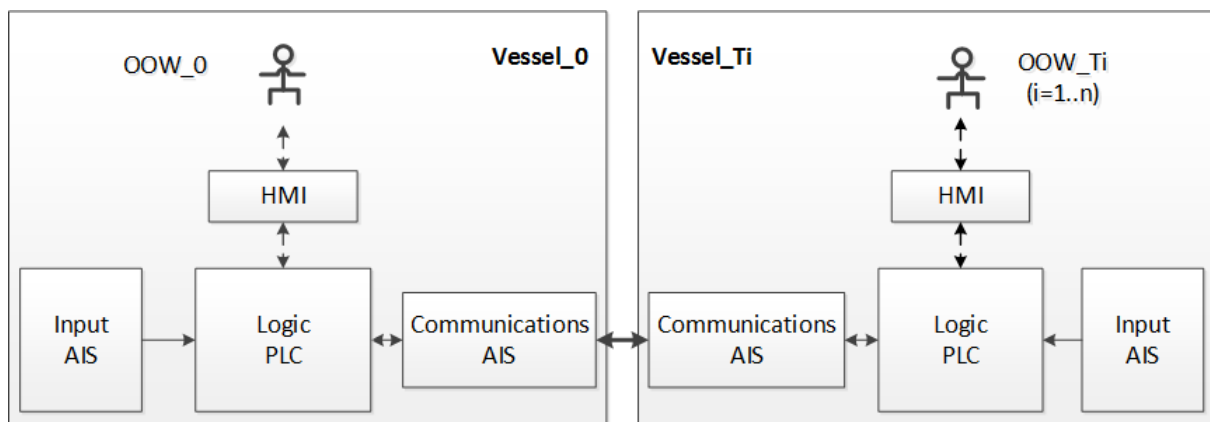 OOW_0
Vessel_0
HMI
Input
AIS
Logic
PLC
Communications
AIS
Vessel_Ti
OOW_Ti
(i=1..n)
HMI
Communications
AIS
Logic
PLC
Input
AIS